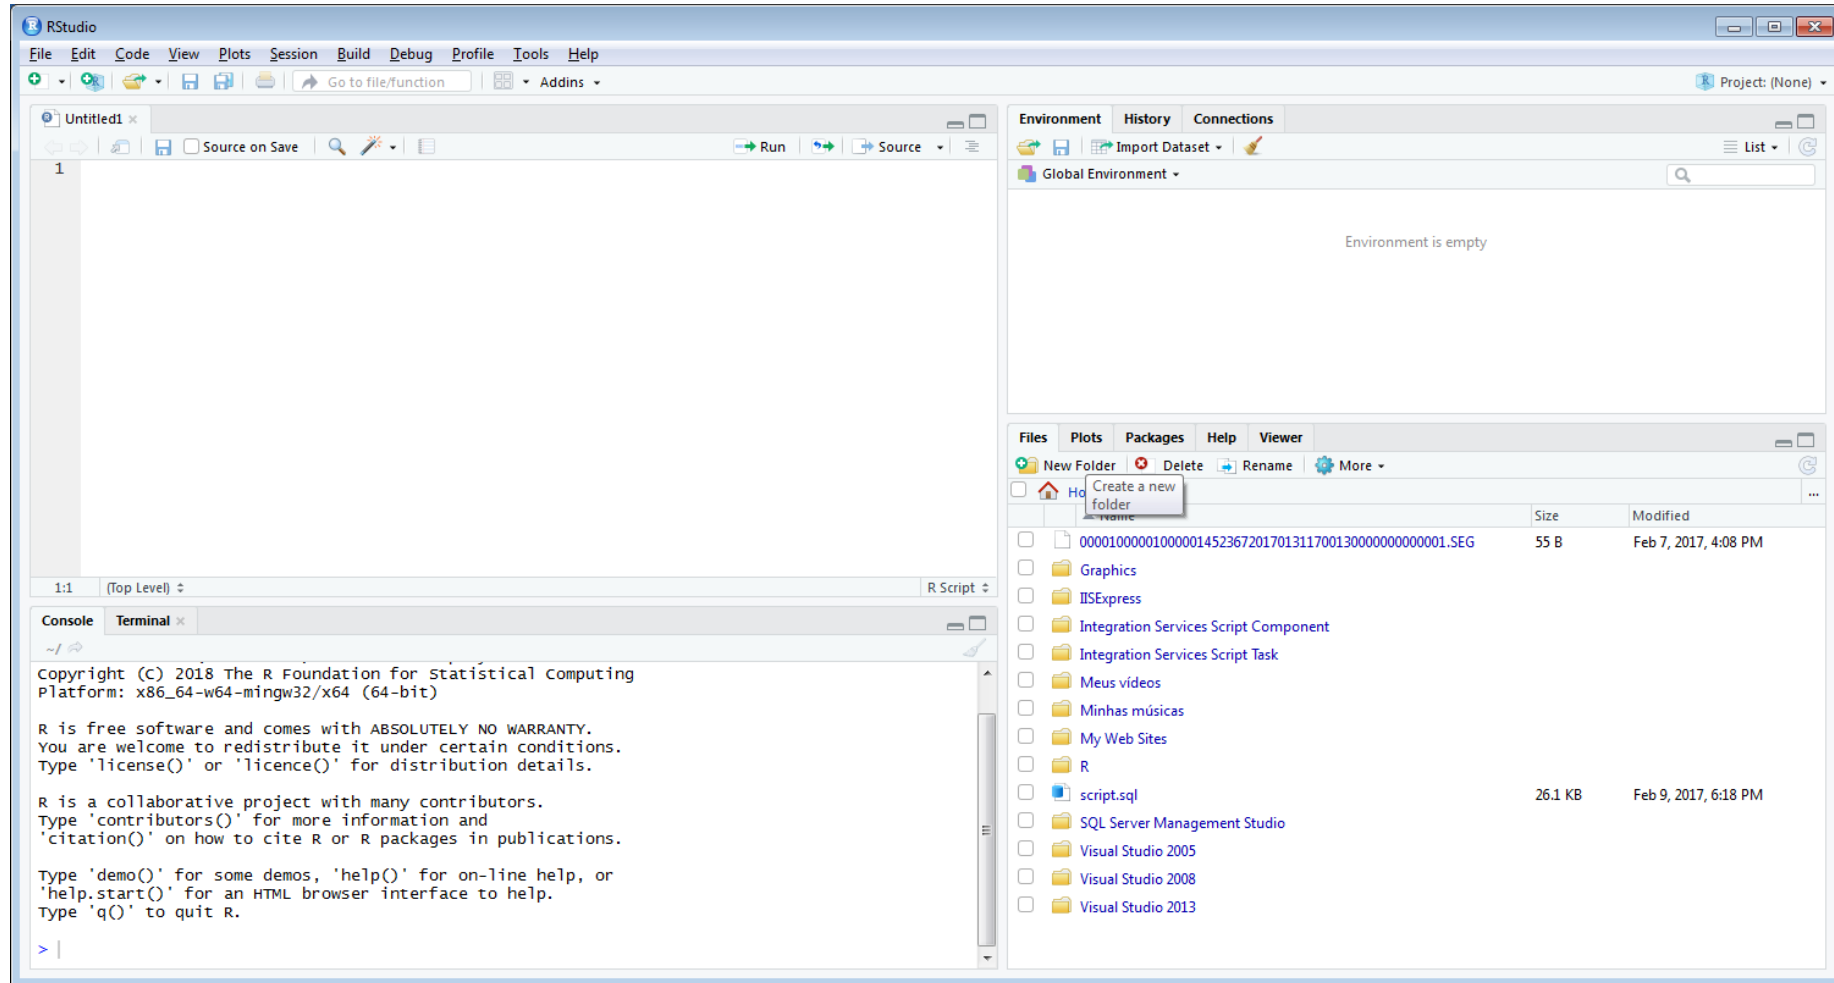 RStudio
File Edit Code View Plots Session Build Debug Profile Tools Help
Go to file/function Addins Project: (None)
Untitled1
Source on Save Run Source
1
1:1 (Top Level) R Script
Console Terminal
~/
Copyright (C) 2018 The R Foundation for Statistical Computing
Platform: x86_64-w64-mingw32/x64 (64-bit)
R is free software and comes with ABSOLUTELY NO WARRANTY.
You are welcome to redistribute it under certain conditions.
Type 'license()' or 'licence()' for distribution details.
R is a collaborative project with many contributors.
Type 'contributors()' for more information and
'citation()' on how to cite R or R packages in publications.
Type 'demo()' for some demos, 'help()' for on-line help, or
'help.start()' for an HTML browser interface to help.
Type 'q()' to quit R.
>
Environment History Connections
Import Dataset List
Global Environment
Environment is empty
Files Plots Packages Help Viewer
New Folder Delete Rename More
Ho ...
Create a new
folder
Name Size Modified
Graphics
IISExpress
Integration Services Script Component
Integration Services Script Task
Meus vídeos
Minhas músicas
My Web Sites
R
script.sql 26.1 KB Feb 9, 2017, 6:18 PM
SQL Server Management Studio
Visual Studio 2005
Visual Studio 2008
Visual Studio 2013
55 B Feb 7, 2017, 4:08 PM